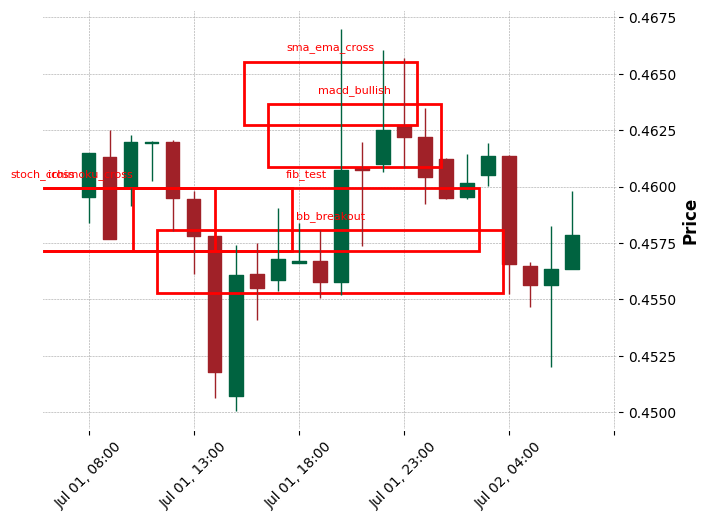 sma_ema_cross
macd_bullish
stoch_cross
ichimoku_cross
fib_test
bb_breakout
0.4675
0.4650
0.4625
0.4600
0.4575
0.4550
0.4525
0.4500
Price
Jul 01, 08:00
Jul 01, 13:00
Jul 01, 18:00
Jul 01, 23:00
Jul 02, 04:00